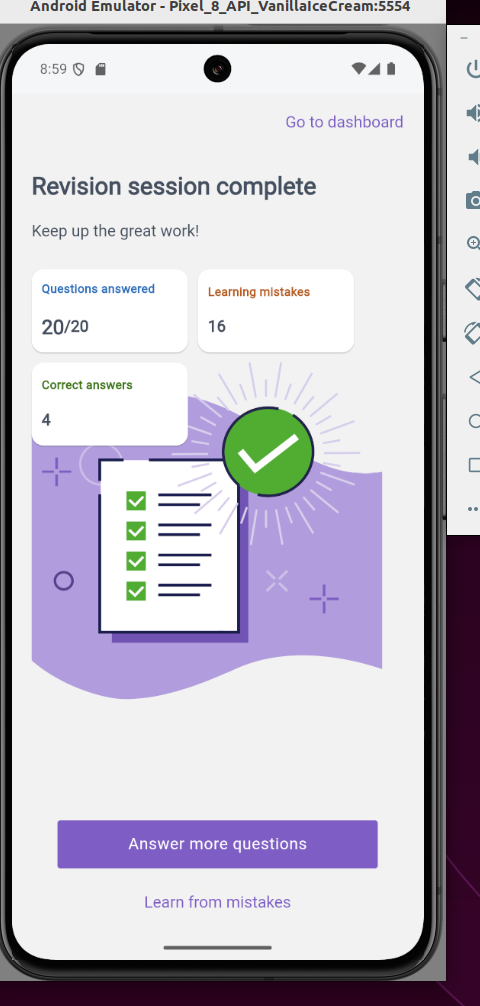 Android Emulator - Pixel_8_API_VanillaIceCream:5554
8:59
Go to dashboard
Revision session complete
Keep up the great work!
Questions answered
20/20
Learning mistakes
16
Correct answers
4
Answer more questions
Learn from mistakes